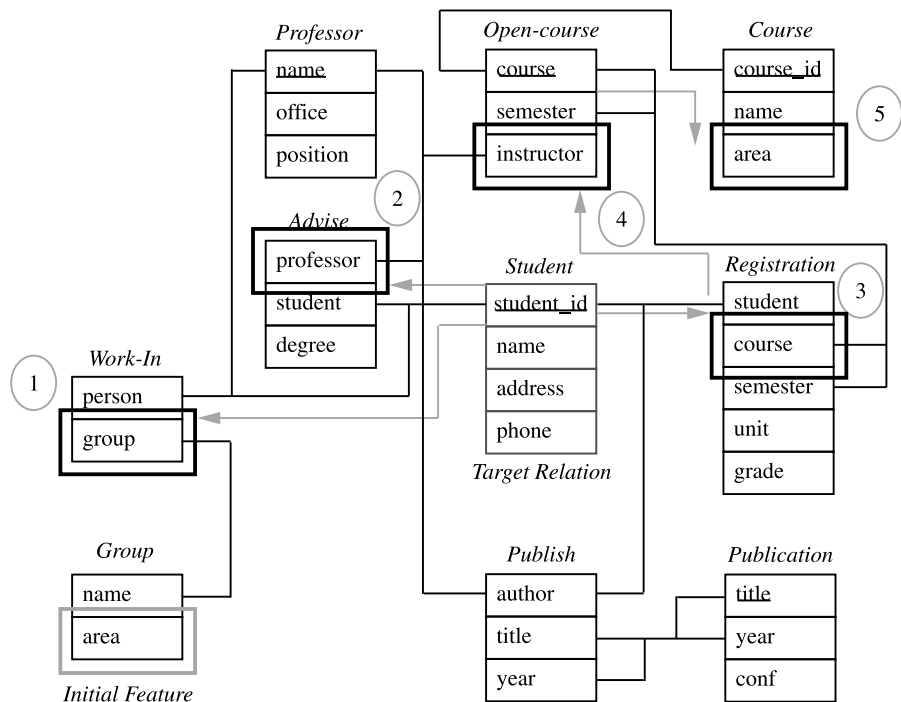 Professor
name
office
position
Open-course
course
semester
instructor
Course
course_id
name
area
5
2
Advise
professor
student
degree
4
Student
student_id
name
address
phone
Target Relation
Registration
student
course
semester
unit
grade
3
1
Work-In
person
group
Group
name
area
Initial Feature
Publish
author
title
year
Publication
title
year
conf